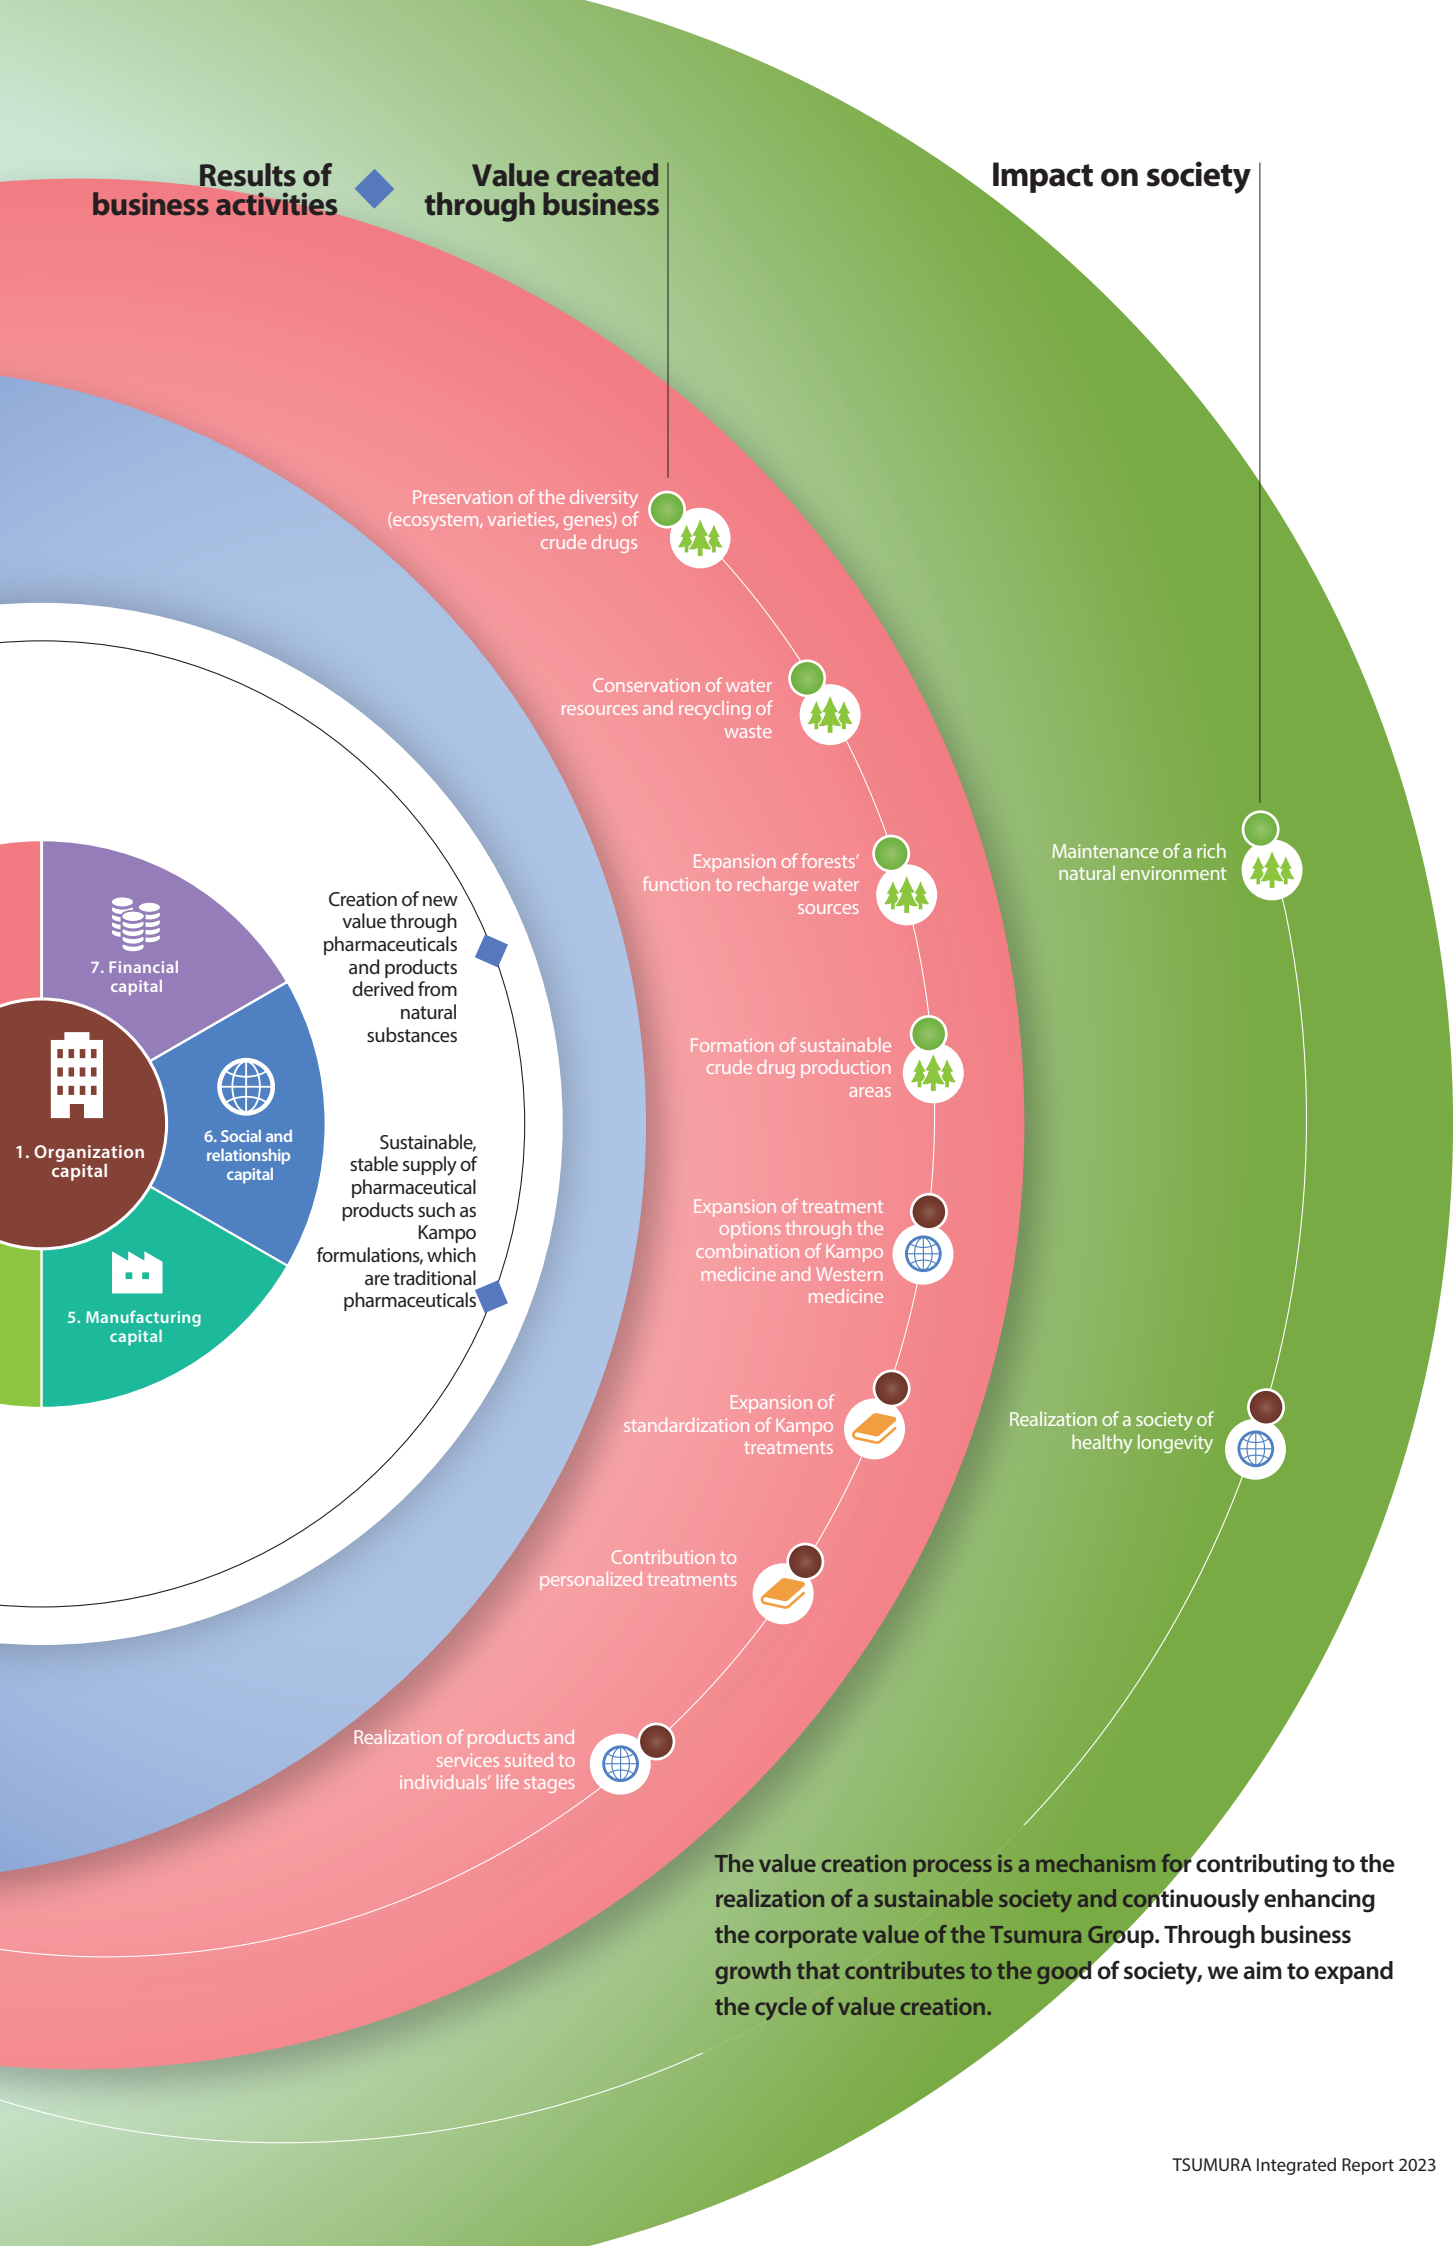 Results of
business activities
Value created
through business
Impact on society
Preservation of the diversity
(ecosystem, varieties, genes) of
crude drugs
Conservation of water
resources and recycling of
waste
Expansion of forests’
function to recharge water
sources
Formation of sustainable
crude drug production
areas
Expansion of treatment
options through the
combination of Kampo
medicine and Western
medicine
Expansion of
standardization of Kampo
treatments
Contribution to
personalized treatments
Realization of products and
services suited to
individuals’ life stages
Maintenance of a rich
natural environment
Realization of a society of
healthy longevity
Creation of new
value through
pharmaceuticals
and products
derived from
natural
substances
Sustainable,
stable supply of
pharmaceutical
products such as
Kampo
formulations, which
are traditional
pharmaceuticals
7. Financial
capital
1. Organization
capital
6. Social and
relationship
capital
5. Manufacturing
capital
The value creation process is a mechanism for contributing to the
realization of a sustainable society and continuously enhancing
the corporate value of the Tsumura Group. Through business
growth that contributes to the good of society, we aim to expand
the cycle of value creation.
TSUMURA Integrated Report 2023